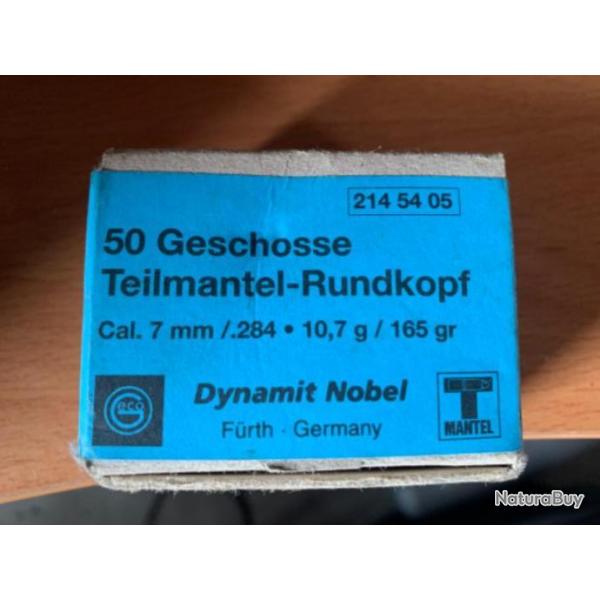 214 54 05
50 Geschosse
Teilmantel-Rundkopf
Cal. 7 mm /.284 • 10,7 g / 165 gr
Geco
Dynamit Nobel
T
MANTEL
Fürth · Germany
NaturaBuy